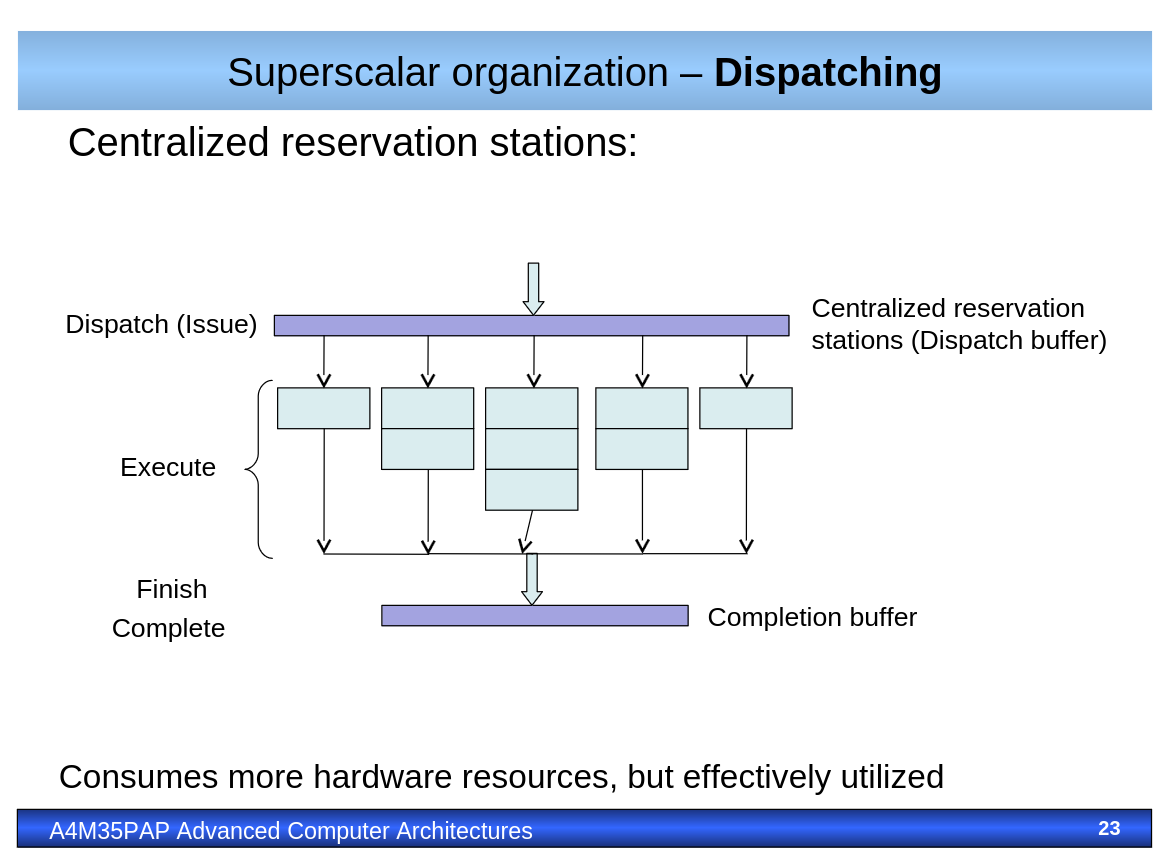 Superscalar organization – Dispatching
Centralized reservation stations:
Dispatch (Issue)
Centralized reservation
stations (Dispatch buffer)
Execute
Finish
Complete
Completion buffer
Consumes more hardware resources, but effectively utilized
A4M35PAP Advanced Computer Architectures
23